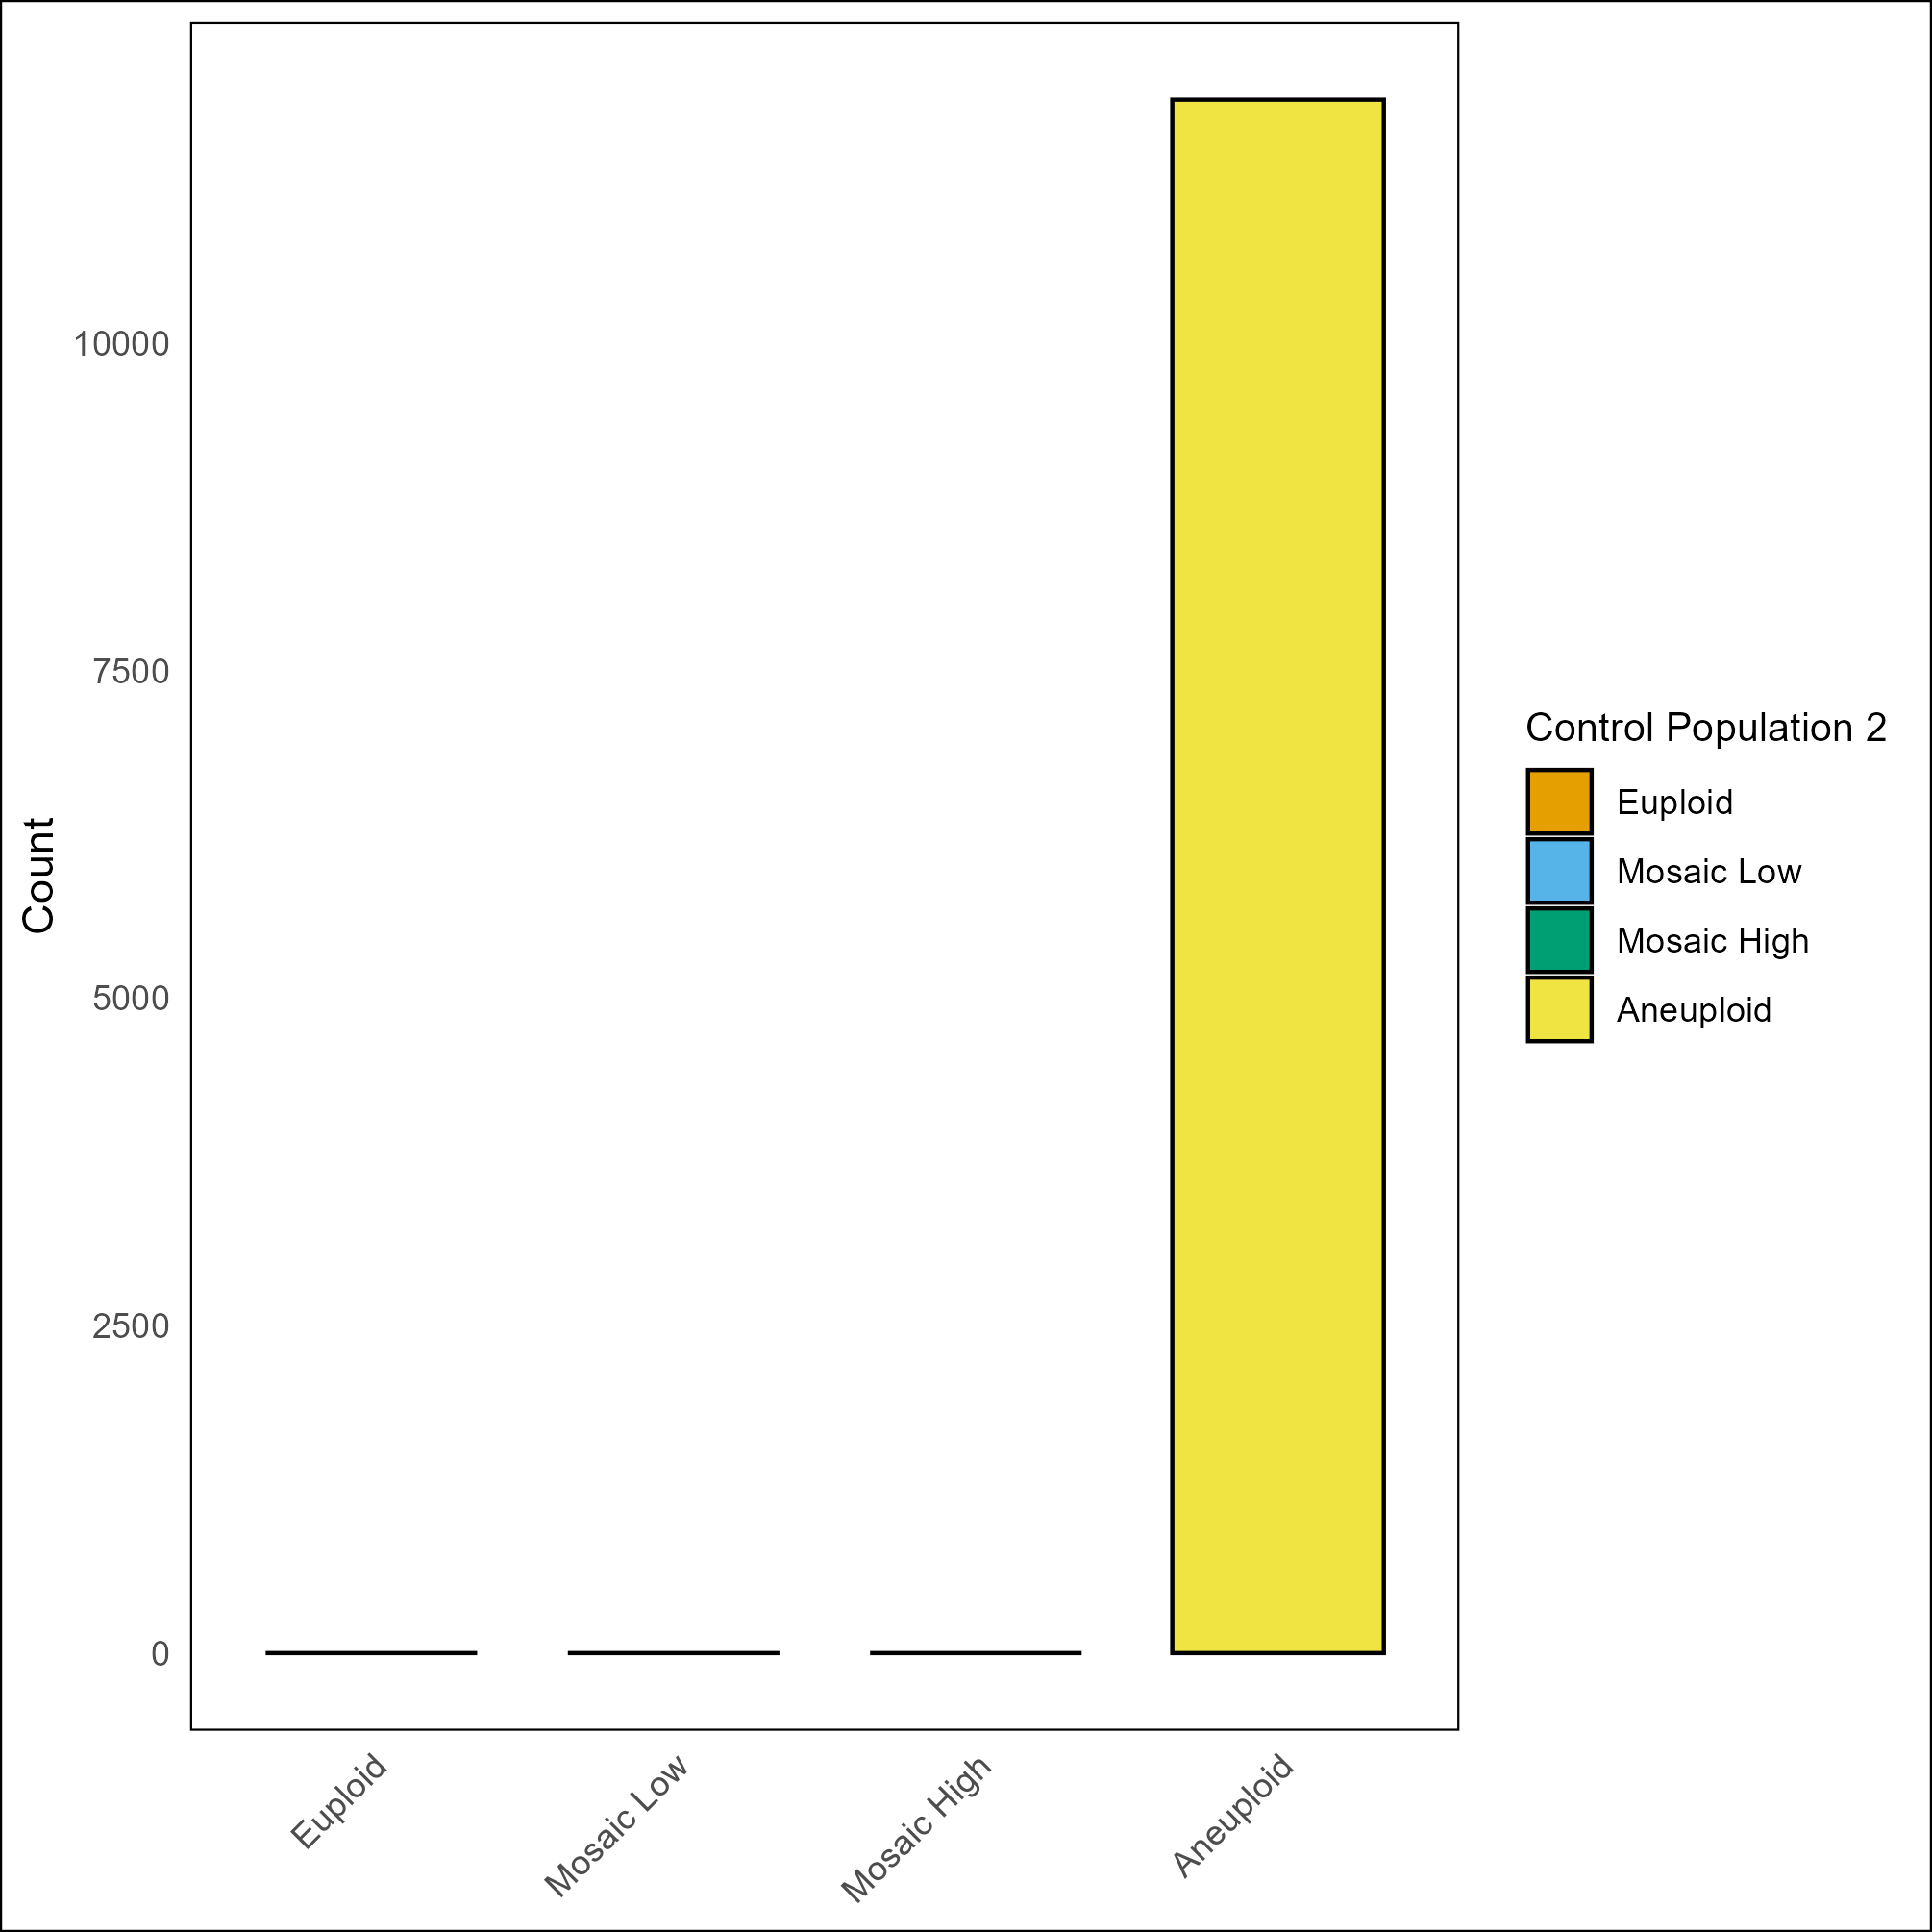 Count
10000
7500
5000
2500
0
Euploid
Mosaic Low
Mosaic High
Aneuploid
Control Population 2
Euploid
Mosaic Low
Mosaic High
Aneuploid